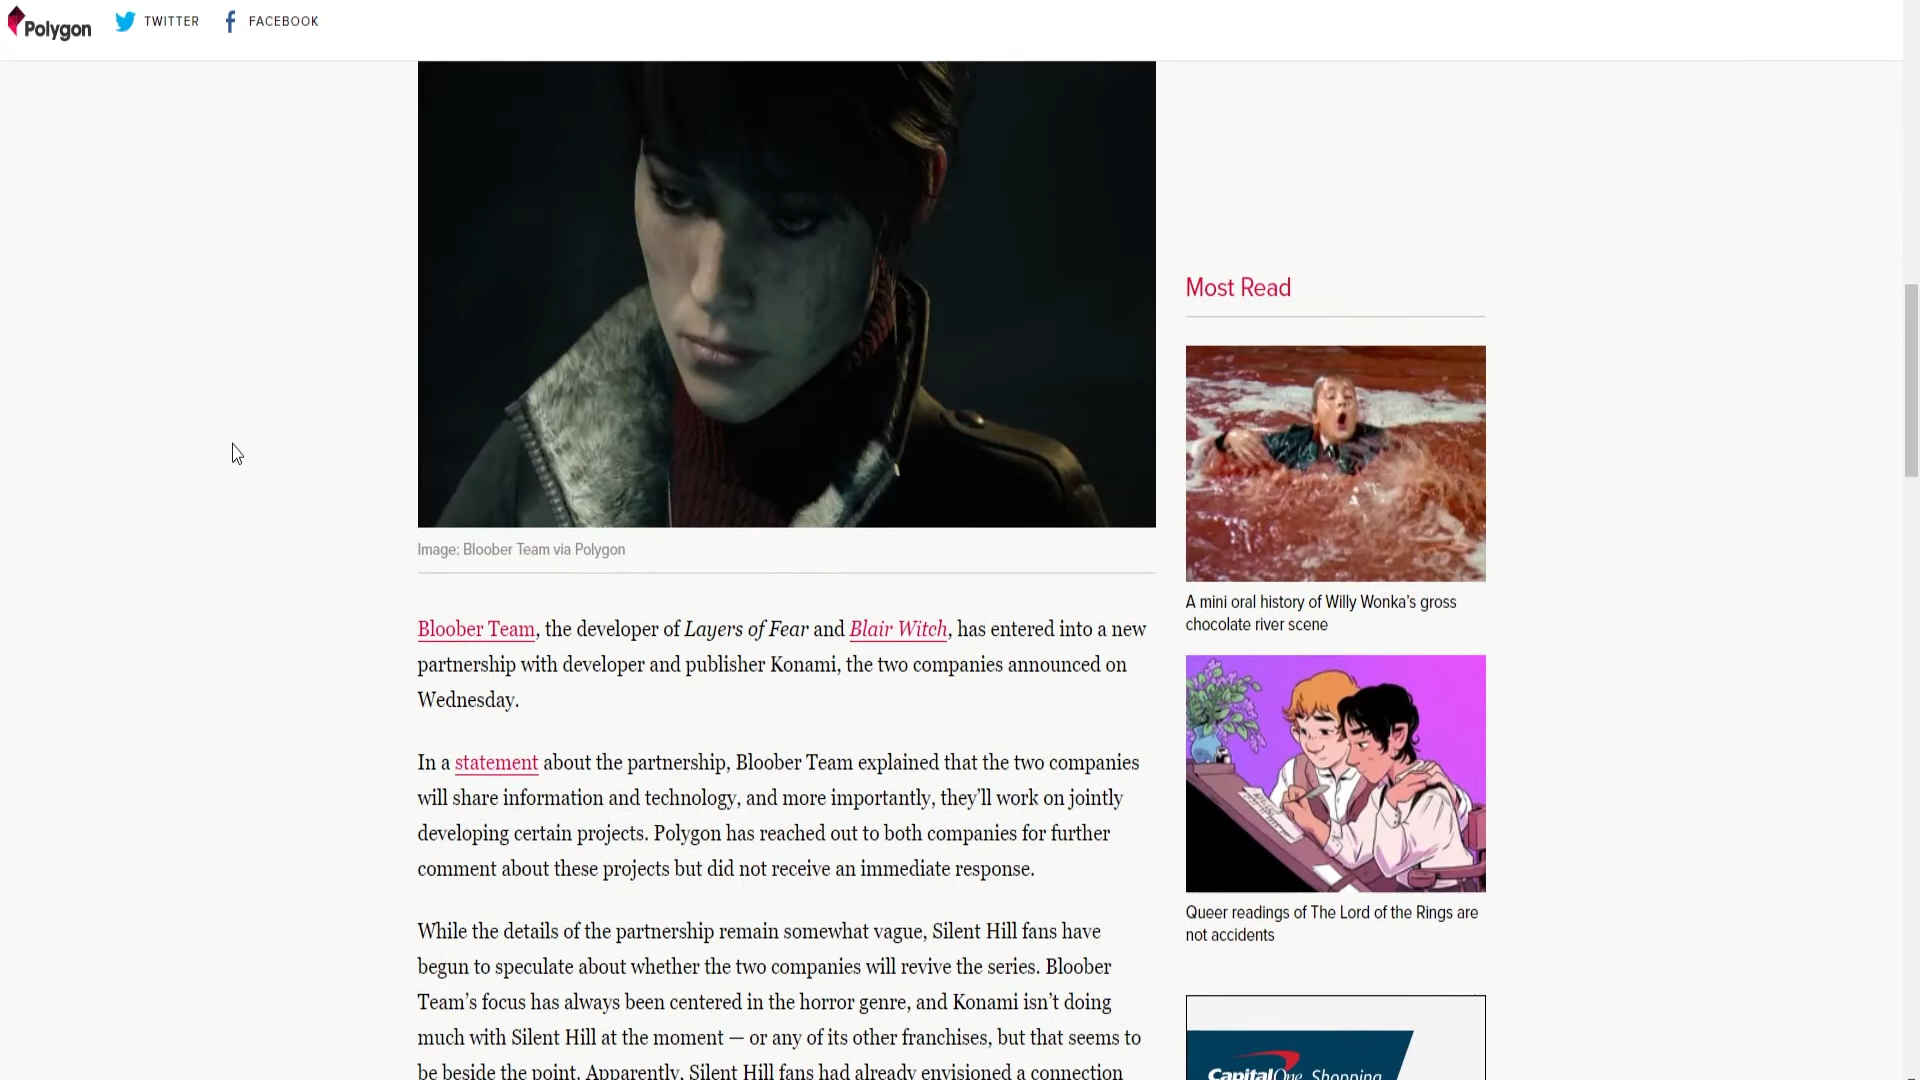 Polygon TWITTER FACEBOOK
Image: Bloober Team via Polygon
Bloober Team, the developer of Layers of Fear and Blair Witch, has entered into a new
partnership with developer and publisher Konami, the two companies announced on
Wednesday.
In a statement about the partnership, Bloober Team explained that the two companies
will share information and technology, and more importantly, they’ll work on jointly
developing certain projects. Polygon has reached out to both companies for further
comment about these projects but did not receive an immediate response.
While the details of the partnership remain somewhat vague, Silent Hill fans have
begun to speculate about whether the two companies will revive the series. Bloober
Team’s focus has always been centered in the horror genre, and Konami isn’t doing
much with Silent Hill at the moment — or any of its other franchises, but that seems to
be beside the point. Apparently, Silent Hill fans had already envisioned a connection
Most Read
A mini oral history of Willy Wonka’s gross
chocolate river scene
Queer readings of The Lord of the Rings are
not accidents
CapitalOne Shopping